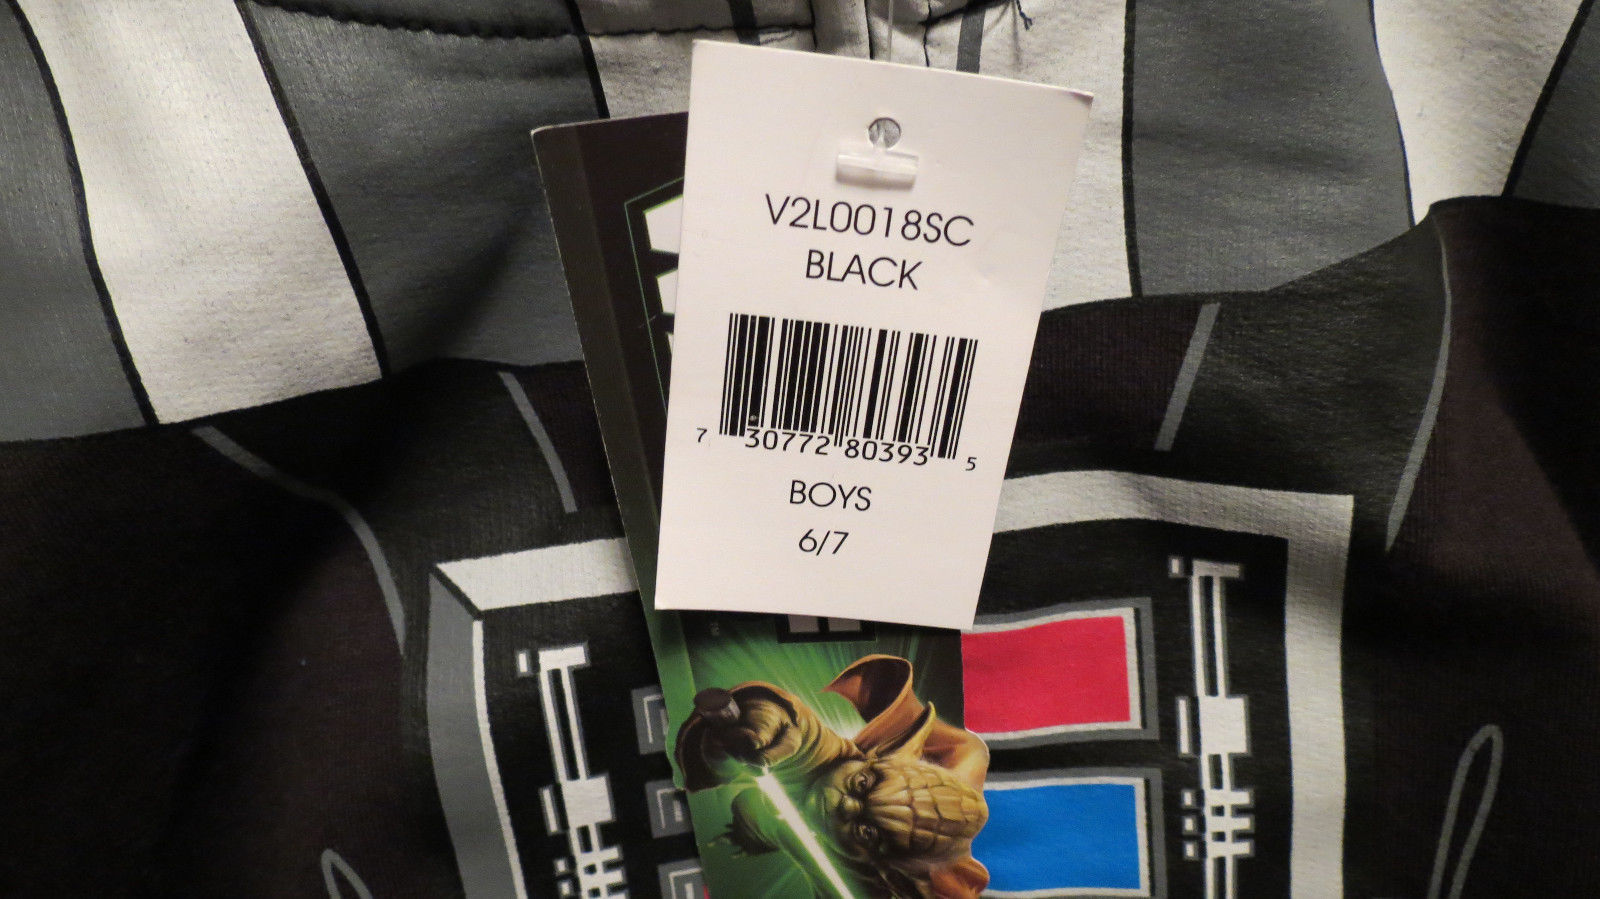 V2L0018SC
BLACK
7 30772 80393 5
BOYS
6/7